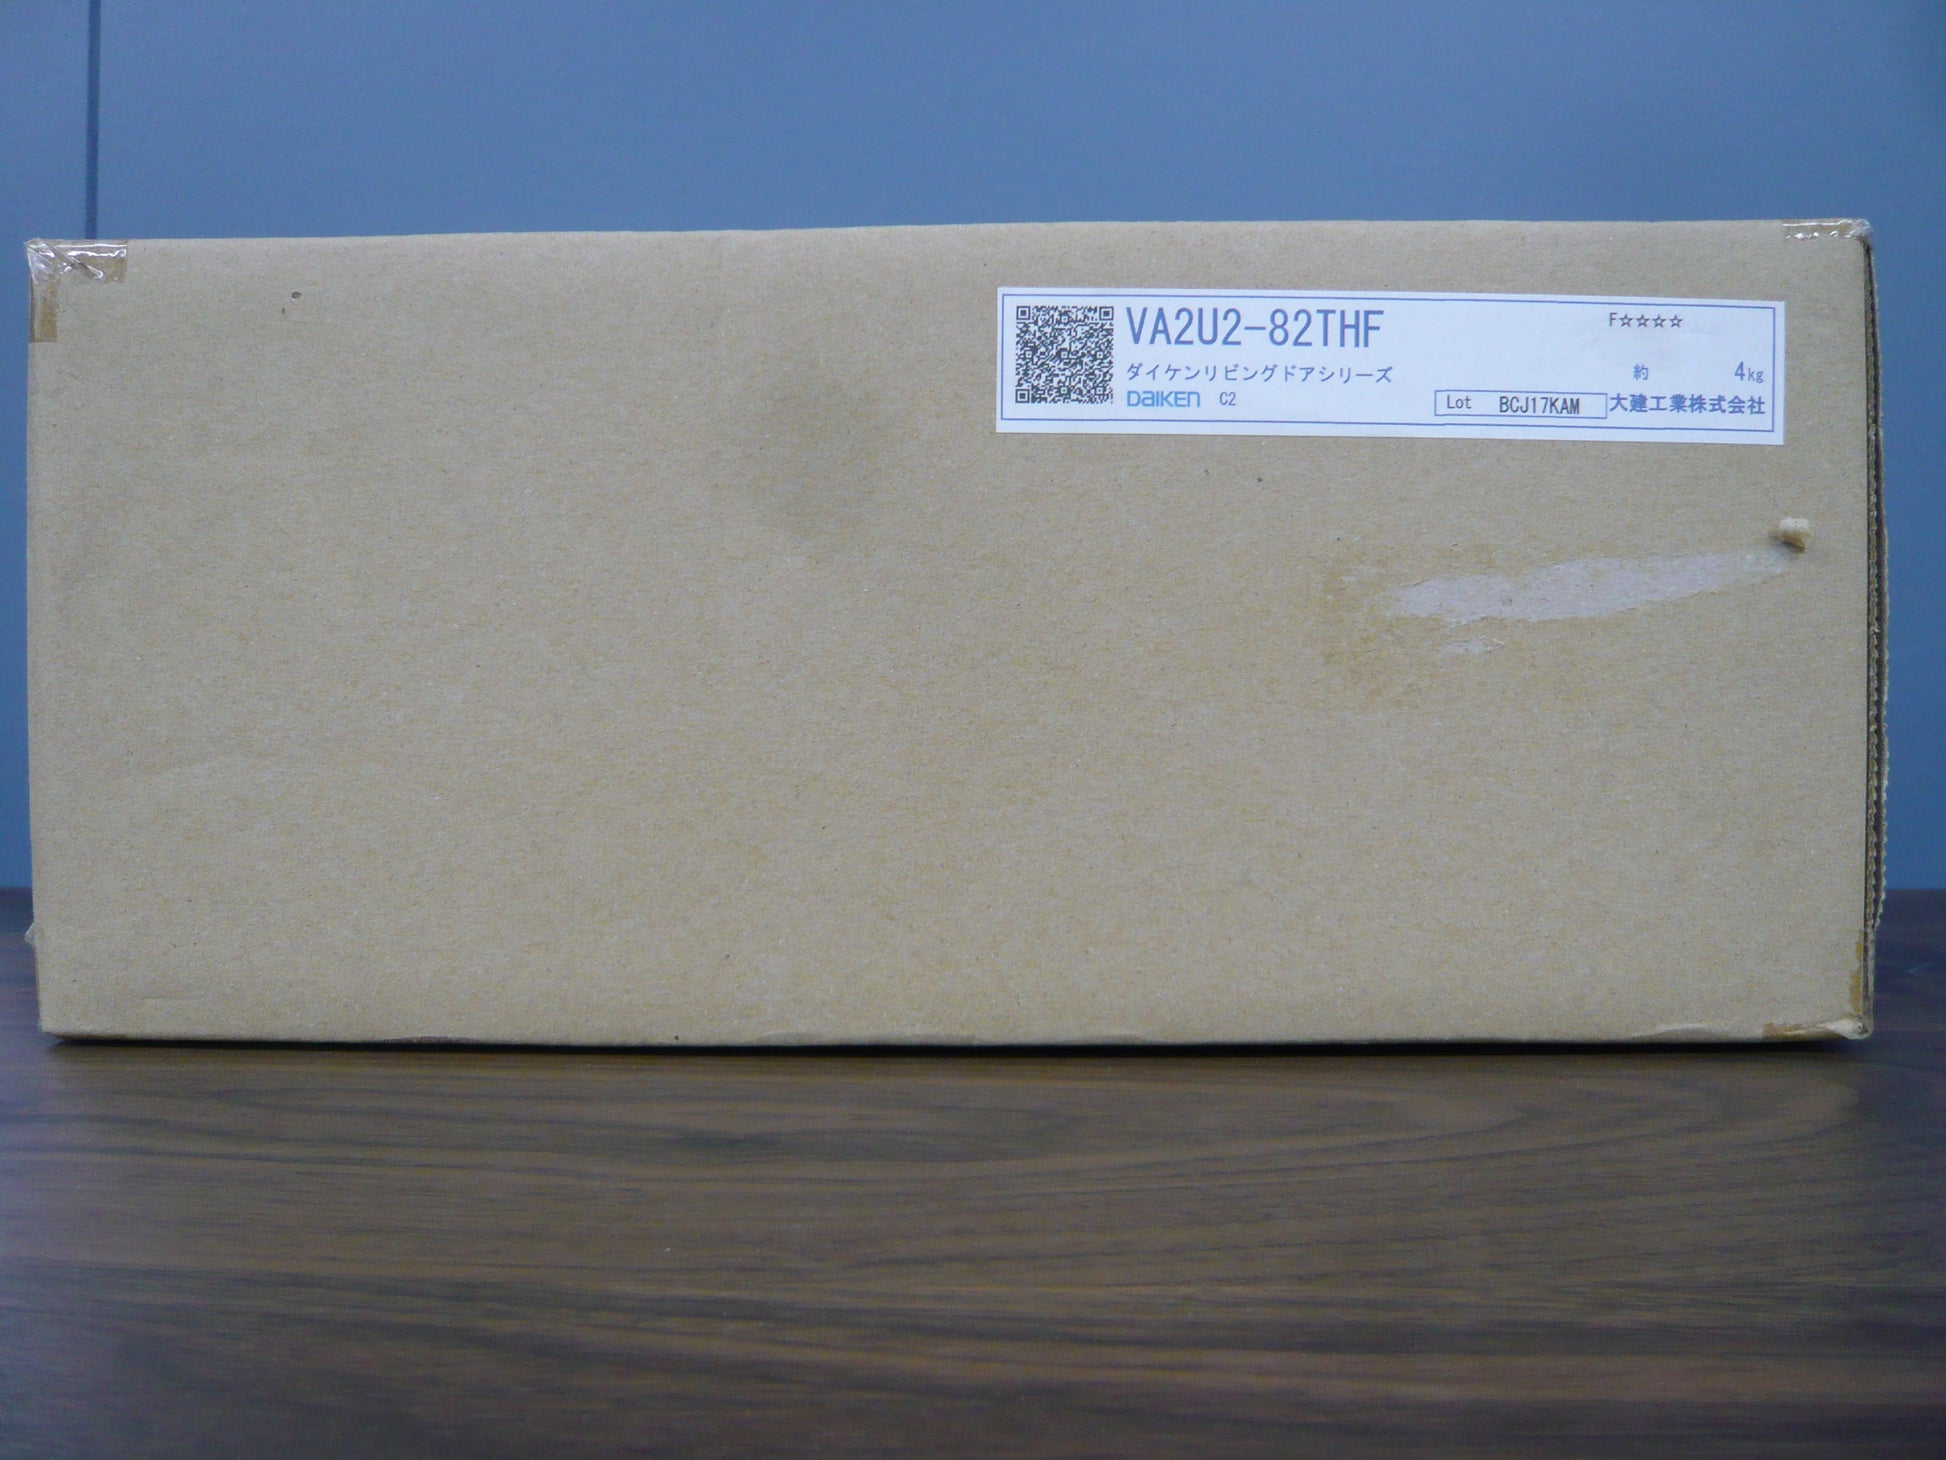 VA2U2-82THF
F☆☆☆☆
ダイケンリビングドアシリーズ
約 4kg
DAIKEN C2
Lot BCJ17KAM
大建工業株式会社